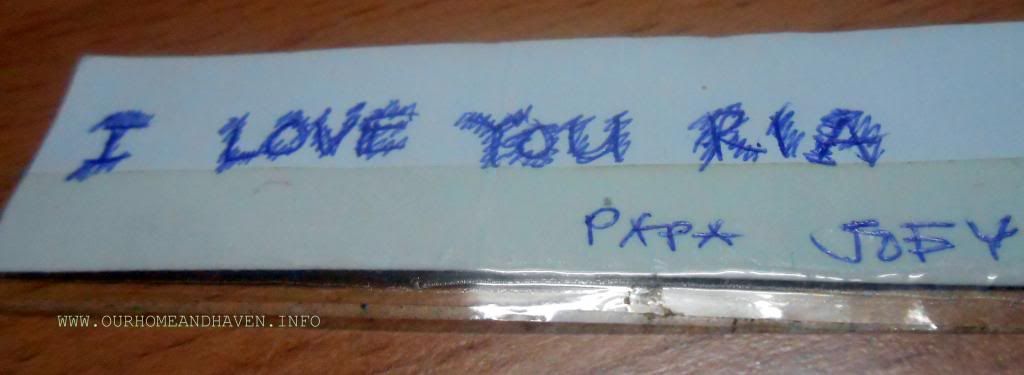 I LOVE YOU RIA
PAPA JOEY
WWW.OURHOMEANDHAVEN.INFO